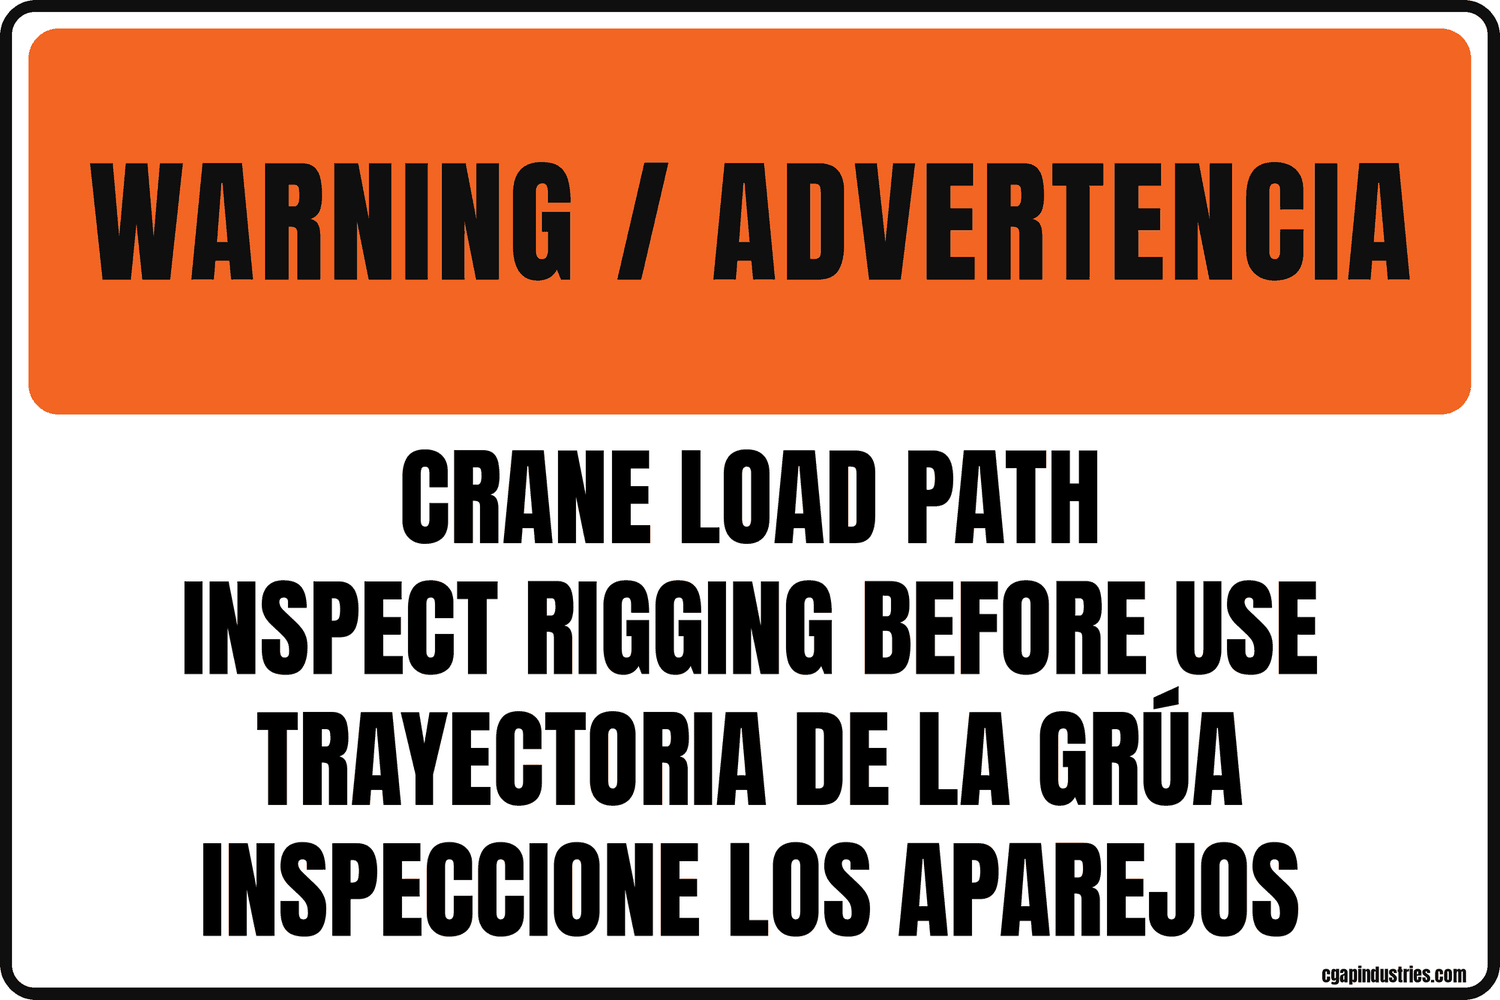 WARNING / ADVERTENCIA
CRANE LOAD PATH
INSPECT RIGGING BEFORE USE
TRAYECTORIA DE LA GRÚA
INSPECCIONE LOS APAREJOS
cgapindustries.com